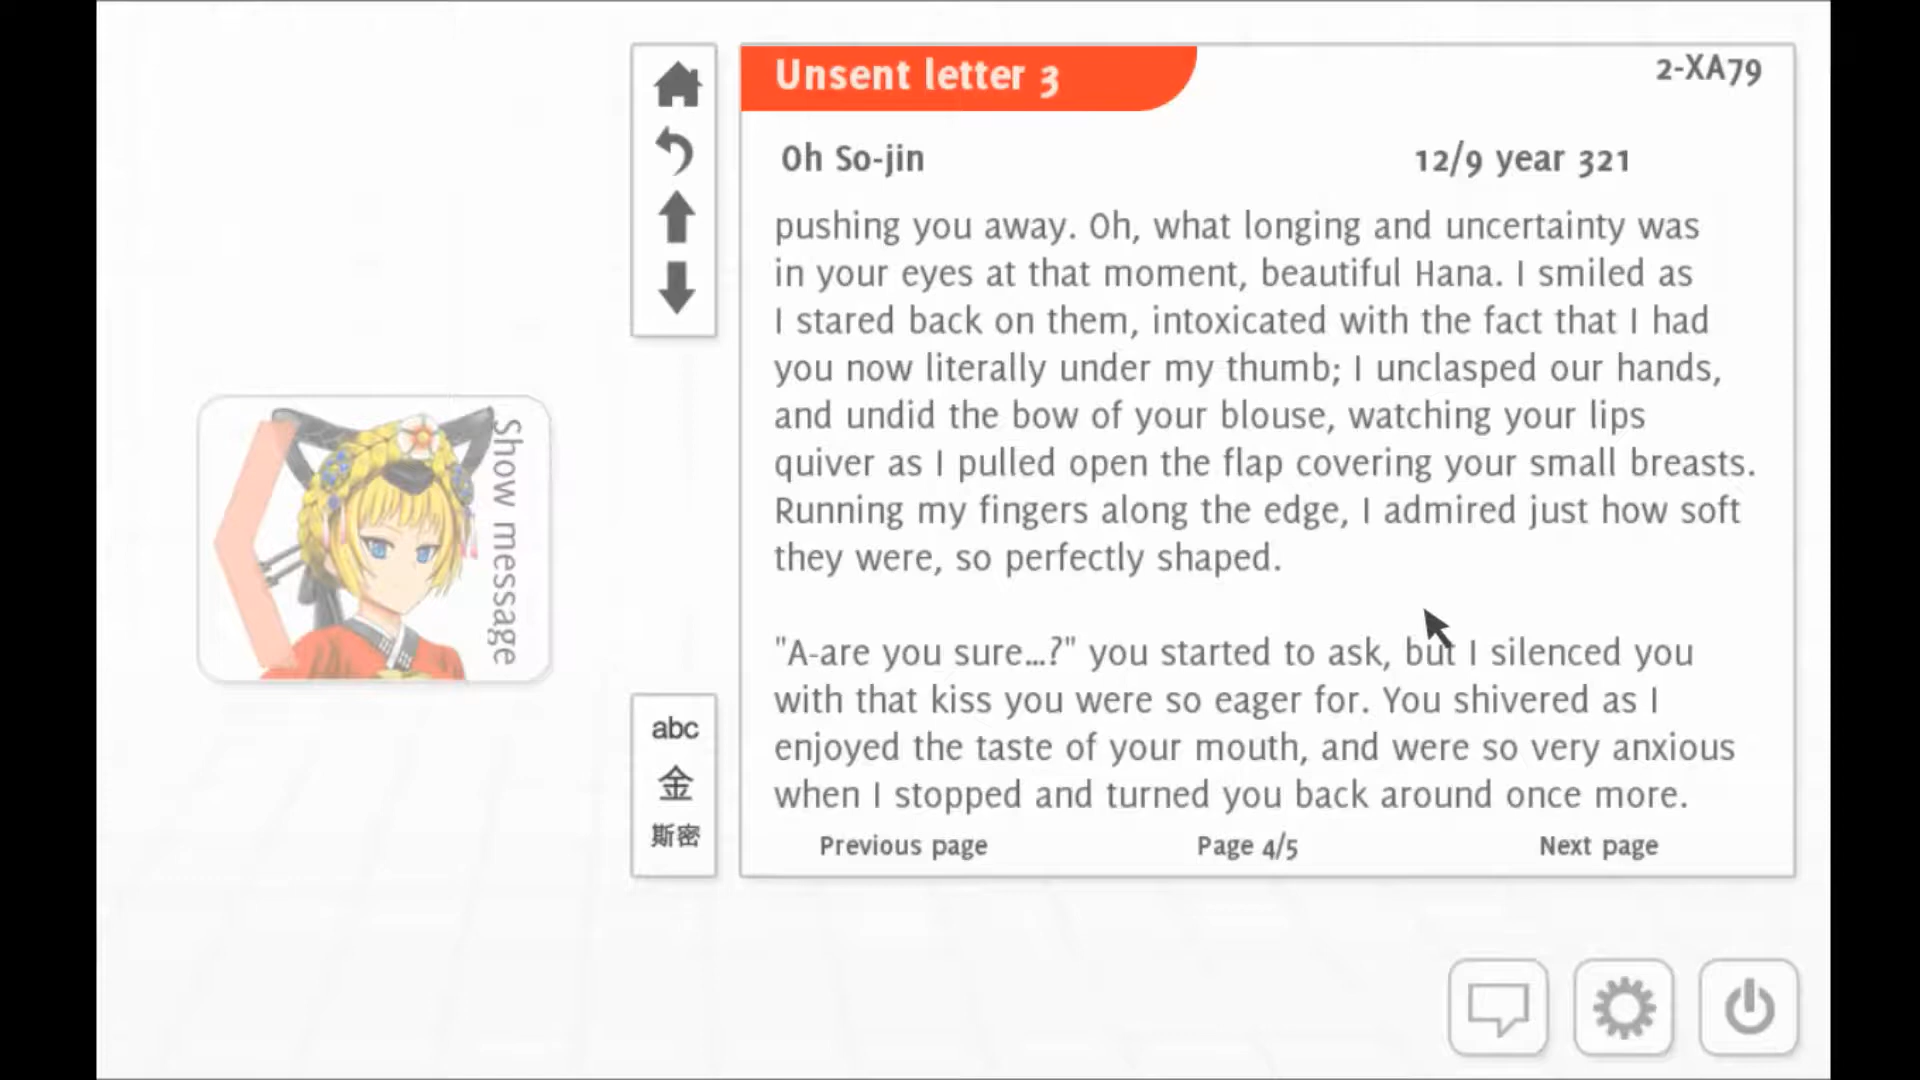 Unsent letter 3
2-XA79
Oh So-jin
12/9 year 321
pushing you away. Oh, what longing and uncertainty was
in your eyes at that moment, beautiful Hana. I smiled as
I stared back on them, intoxicated with the fact that I had
you now literally under my thumb; I unclasped our hands,
and undid the bow of your blouse, watching your lips
quiver as I pulled open the flap covering your small breasts.
Running my fingers along the edge, I admired just how soft
they were, so perfectly shaped.
"A-are you sure...?" you started to ask, but I silenced you
with that kiss you were so eager for. You shivered as I
enjoyed the taste of your mouth, and were so very anxious
when I stopped and turned you back around once more.
Previous page
Page 4/5
Next page
Show message
abc
金
斯密